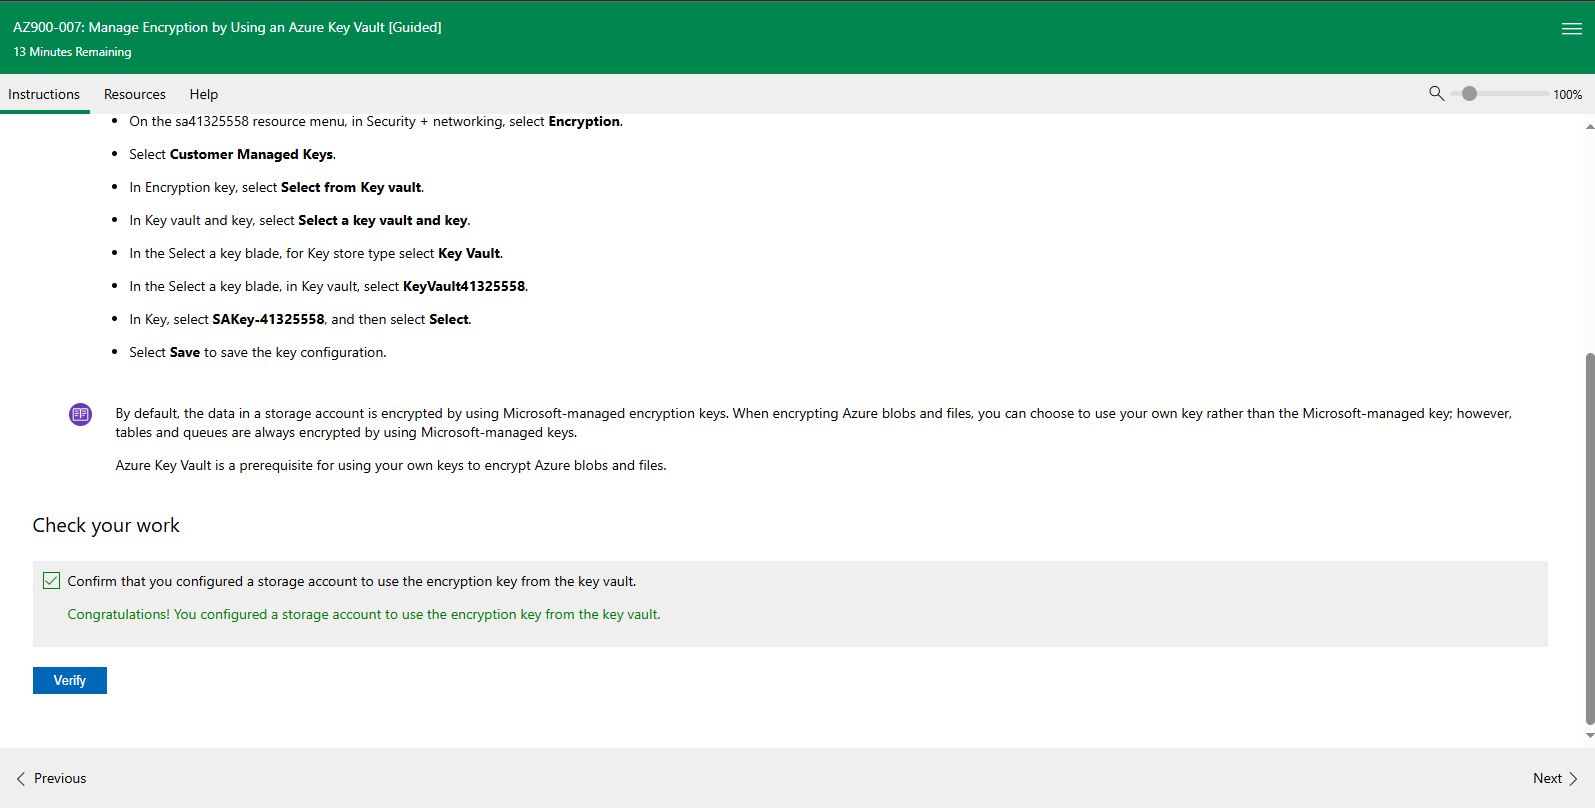 AZ900-007: Manage Encryption by Using an Azure Key Vault [Guided]
13 Minutes Remaining
Instructions Resources Help 100%
• On the sa41325558 resource menu, in Security + networking, select Encryption.
• Select Customer Managed Keys.
• In Encryption key, select Select from Key vault.
• In Key vault and key, select Select a key vault and key.
• In the Select a key blade, for Key store type select Key Vault.
• In the Select a key blade, in Key vault, select KeyVault41325558.
• In Key, select SAKey-41325558, and then select Select.
• Select Save to save the key configuration.
By default, the data in a storage account is encrypted by using Microsoft-managed encryption keys. When encrypting Azure blobs and files, you can choose to use your own key rather than the Microsoft-managed key; however,
tables and queues are always encrypted by using Microsoft-managed keys.
Azure Key Vault is a prerequisite for using your own keys to encrypt Azure blobs and files.
Check your work
Confirm that you configured a storage account to use the encryption key from the key vault.
Congratulations! You configured a storage account to use the encryption key from the key vault.
Verify
Previous Next